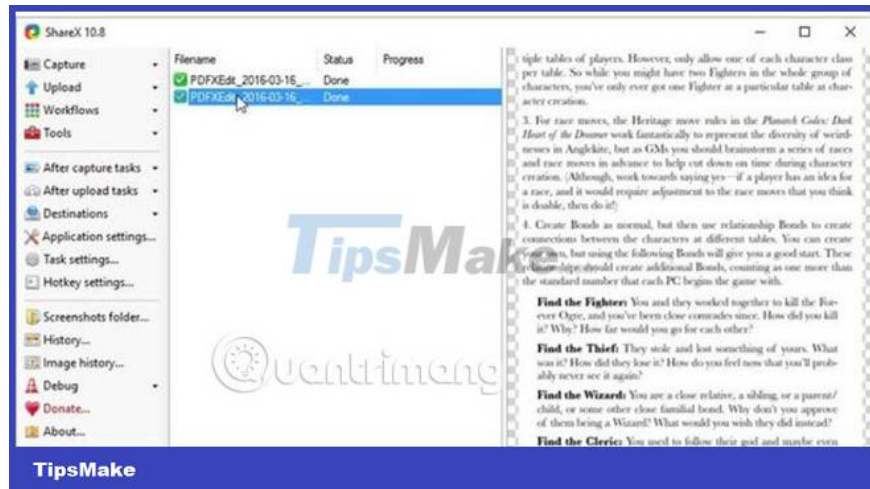 ShareX 10.8
Capture
Upload
Workflows
Tools
After capture tasks
After upload tasks
Destinations
Application settings...
Task settings...
Hotkey settings...
Screenshots folder...
History...
Image history...
Debug
Donate...
About...
Filename Status Progress
PDFXEdit_2016-03-16_... Done
PDFXEdit_2016-03-16_... Done
tiple tables of players. However, only allow one of each character class
per table. So while you might have two Fighters in the whole group of
characters, you've only ever got one Fighter at a particular table at char-
acter creation.
3. For race moves, the Heritage move rules in the Planarch Codex: Dark
Heart of the Dreamer work fantastically to represent the diversity of weird-
nesses in Anglekite, but as GMs you should brainstorm a series of races
and race moves in advance to help cut down on time during character
creation. (Although, work towards saying yes—if a player has an idea for
a race, and it would require adjustment to the race moves that you think
is doable, then do it!)
4. Create Bonds as normal, but then use relationship Bonds to create
connections between the characters at different tables. You can create
your own, but using the following Bonds will give you a good start. These
relationships should create additional Bonds, counting as one more than
the standard number that each PC begins the game with.
Find the Fighter: You and they worked together to kill the For-
ever Ogre, and you've been close comrades since. How did you kill
it? Why? How far would you go for each other?
Find the Thief: They stole and lost something of yours. What
was it? How did they lose it? How do you feel now that you'll prob-
ably never see it again?
Find the Wizard: You are a close relative, a sibling, or a parent/
child, or some other close familial bond. Why don't you approve
of them being a Wizard? What would you wish they did instead?
Find the Cleric: You used to follow their god and maybe even
TipsMake
Quantrimang
TipsMake